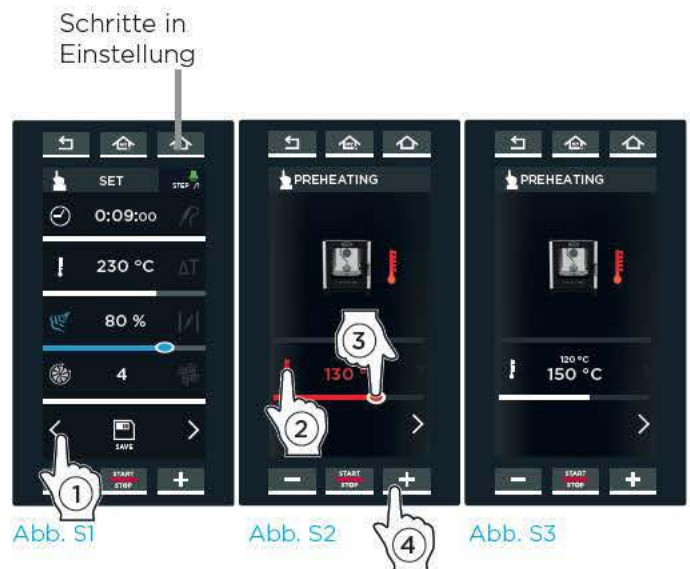 Schritte in
Einstellung
SET
STEP /1
0:09:00
230 °C
ΔT
80 %
4
SAVE
START
STOP
+
1
Abb. S1
PREHEATING
130 °
3
2
−
START
STOP
+
4
Abb. S2
PREHEATING
120 °C
150 °C
−
START
STOP
+
Abb. S3